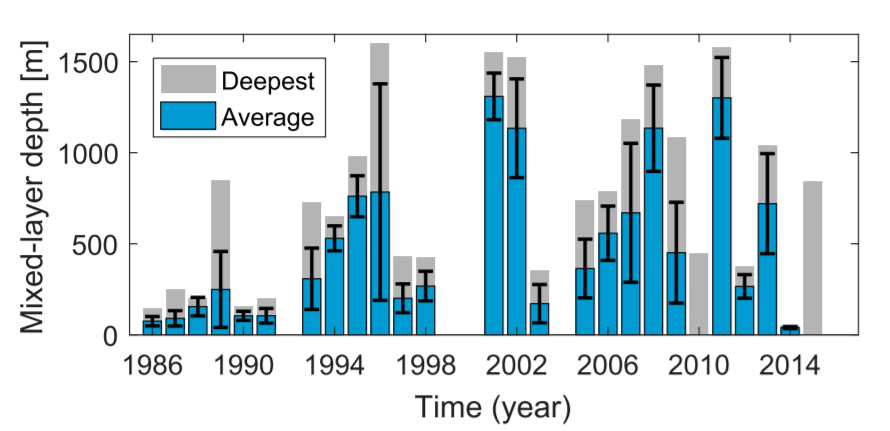 Mixed-layer depth [m]
1500
1000
500
0
Deepest
Average
1986 1990 1994 1998 2002 2006 2010 2014
Time (year)